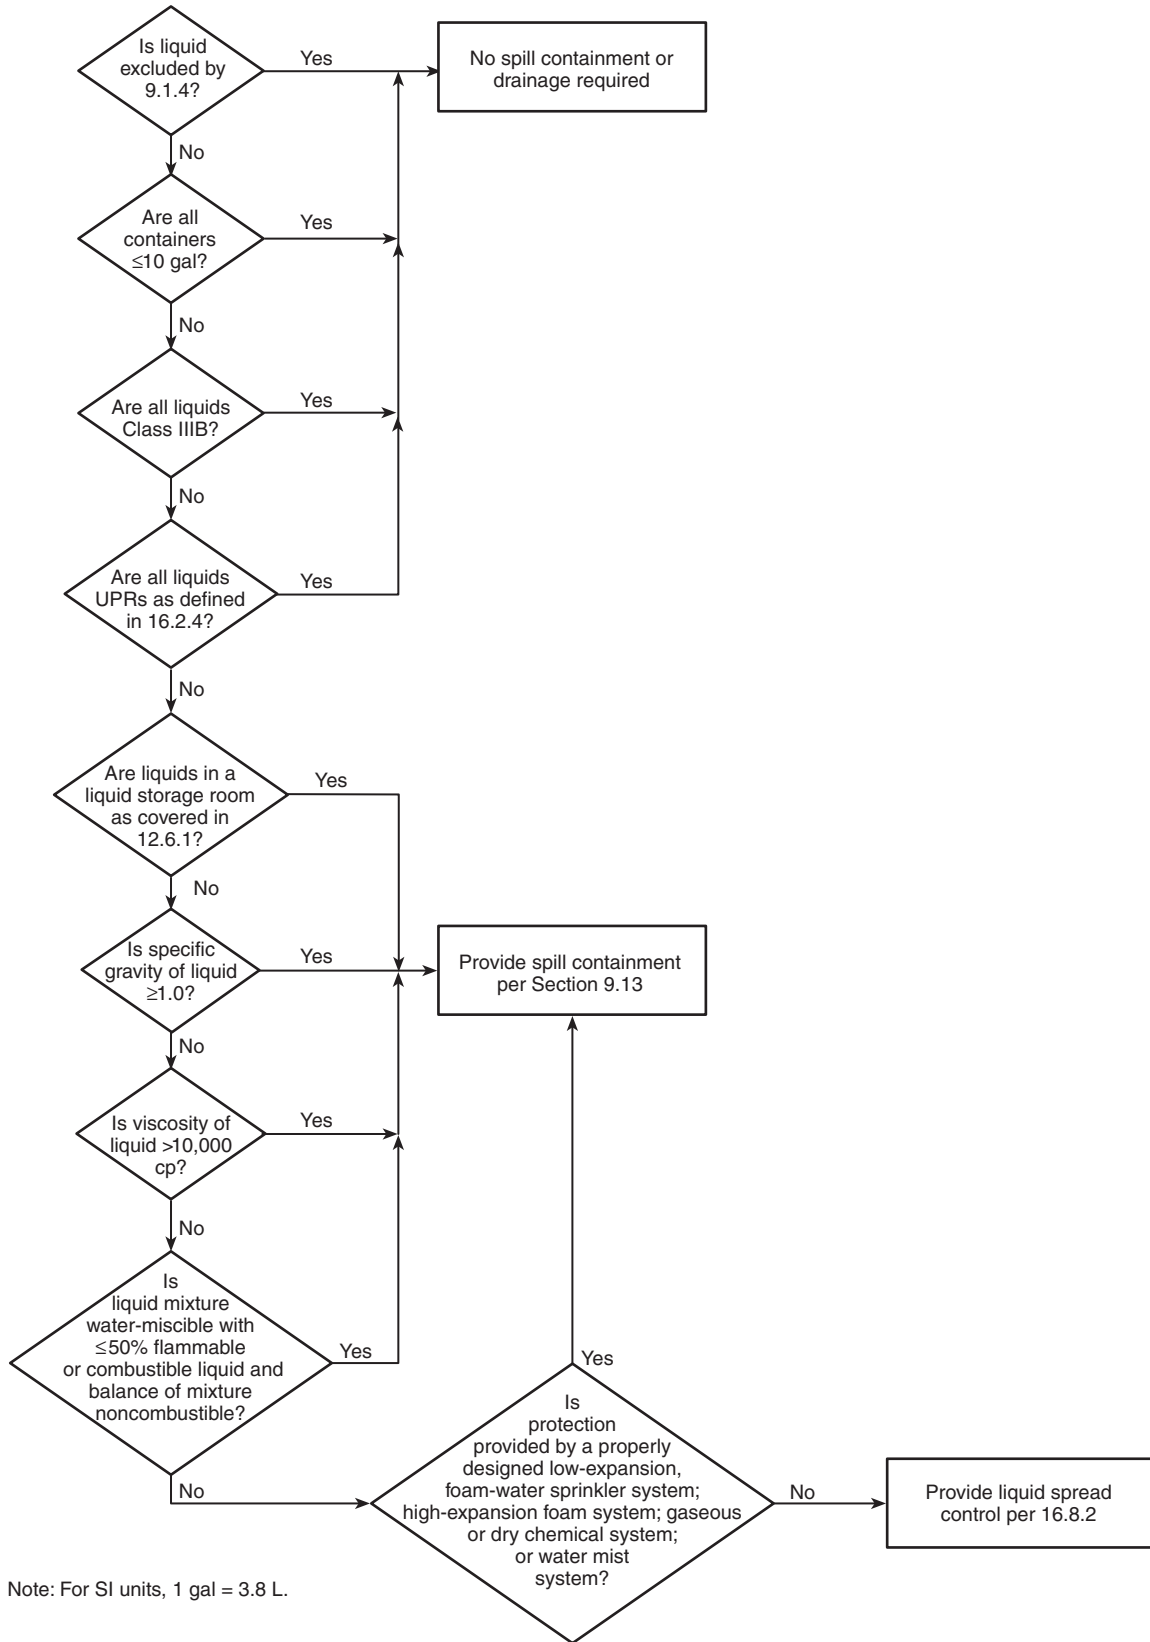 Is liquid
excluded by
9.1.4?
Yes
No spill containment or
drainage required
No
Are all
containers
≤10 gal?
Yes
No
Are all liquids
Class IIIB?
Yes
No
Are all liquids
UPRs as defined
in 16.2.4?
Yes
No
Are liquids in a
liquid storage room
as covered in
12.6.1?
Yes
No
Is specific
gravity of liquid
≥1.0?
Yes
Provide spill containment
per Section 9.13
No
Is viscosity of
liquid >10,000
cp?
Yes
No
Is
liquid mixture
water-miscible with
≤50% flammable
or combustible liquid and
balance of mixture
noncombustible?
Yes
No
Is
protection
provided by a properly
designed low-expansion,
foam-water sprinkler system;
high-expansion foam system; gaseous
or dry chemical system;
or water mist
system?
Yes
No
Provide liquid spread
control per 16.8.2
Note: For SI units, 1 gal = 3.8 L.